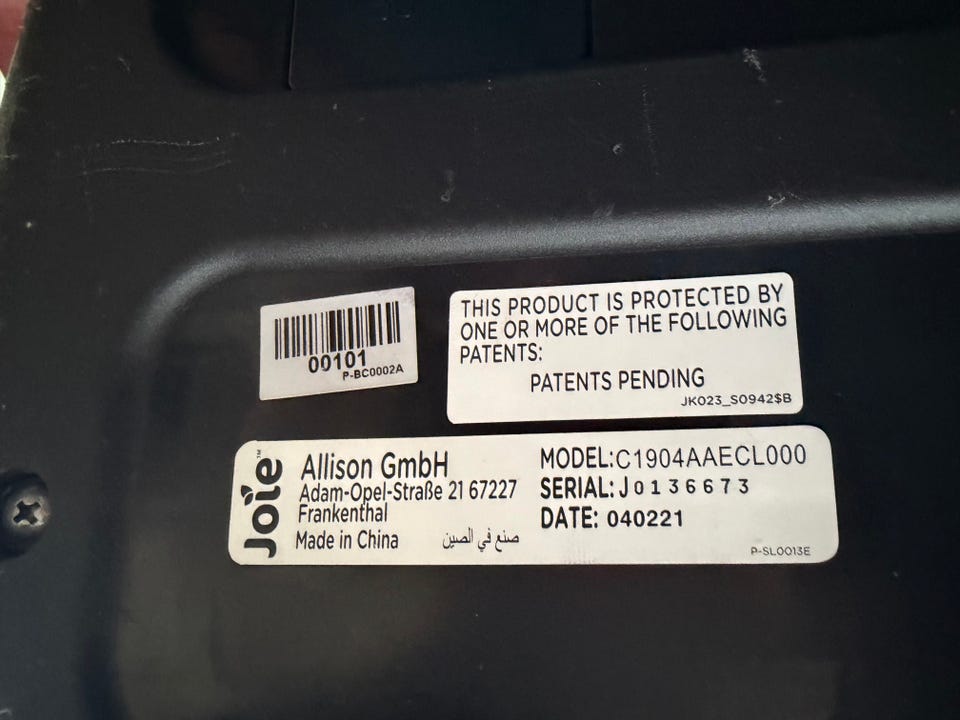 00101
P-BC0002A
THIS PRODUCT IS PROTECTED BY
ONE OR MORE OF THE FOLLOWING
PATENTS:
PATENTS PENDING
JK023_S0942$B
Joie™
Allison GmbH
Adam-Opel-Straße 21 67227
Frankenthal
Made in China صنع في الصين
MODEL:C1904AAECL000
SERIAL:J0136673
DATE: 040221
P-SL0013E